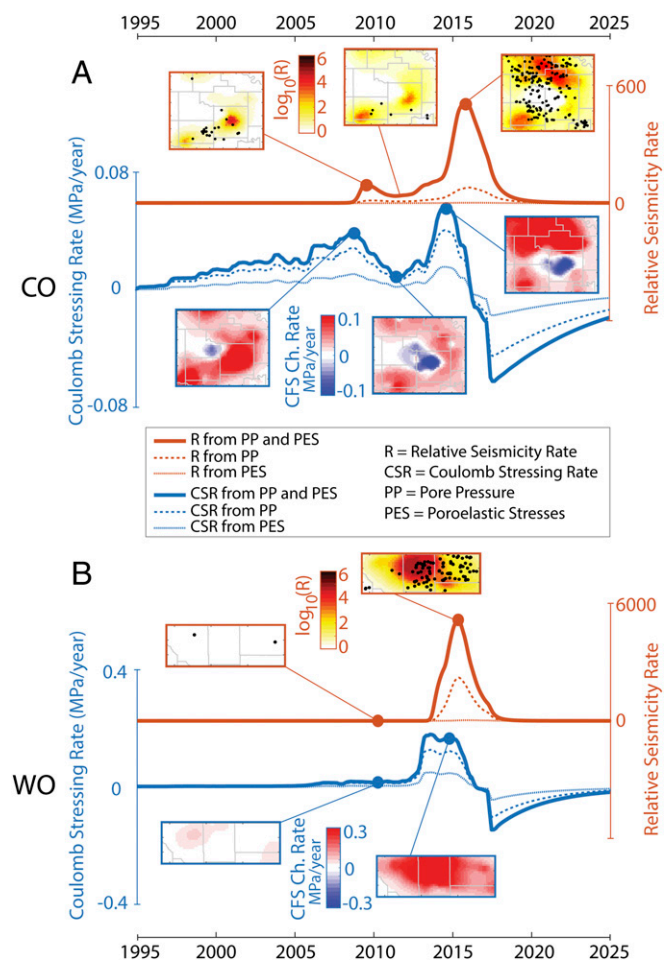 1995 2000 2005 2010 2015 2020 2025
A
log10(R)
6
4
2
0
600
0
Relative Seismicity Rate
0.08
0
-0.08
Coulomb Stressing Rate (MPa/year)
CO
CFS Ch. Rate
MPa/year
0.1
0
-0.1
R from PP and PES
R from PP
R from PES
CSR from PP and PES
CSR from PP
CSR from PES
R = Relative Seismicity Rate
CSR = Coulomb Stressing Rate
PP = Pore Pressure
PES = Poroelastic Stresses
B
log10(R)
6
4
2
0
6000
0
Relative Seismicity Rate
0.4
0
-0.4
Coulomb Stressing Rate (MPa/year)
WO
CFS Ch. Rate
MPa/year
0.3
0
-0.3
1995 2000 2005 2010 2015 2020 2025